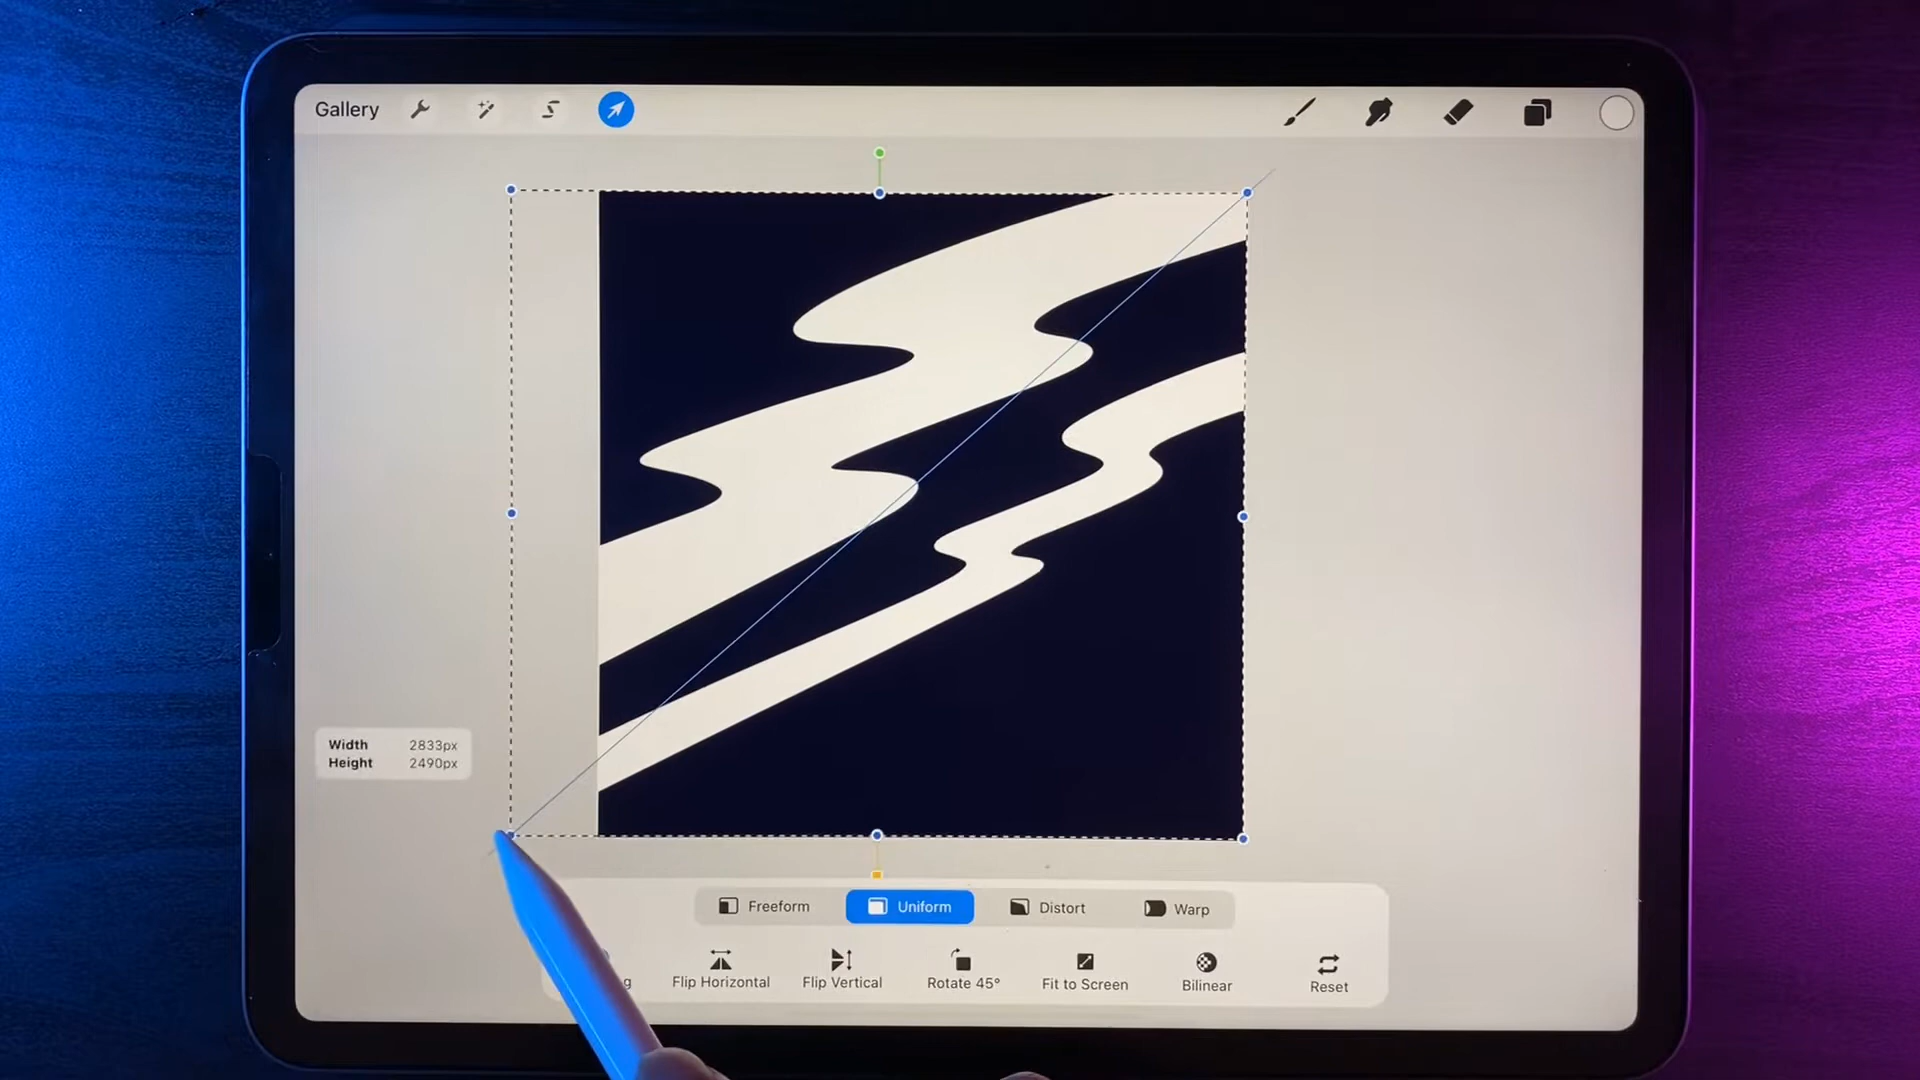 Gallery
Width 2833px
Height 2490px
Freeform Uniform Distort Warp
Flip Horizontal Flip Vertical Rotate 45° Fit to Screen Bilinear Reset